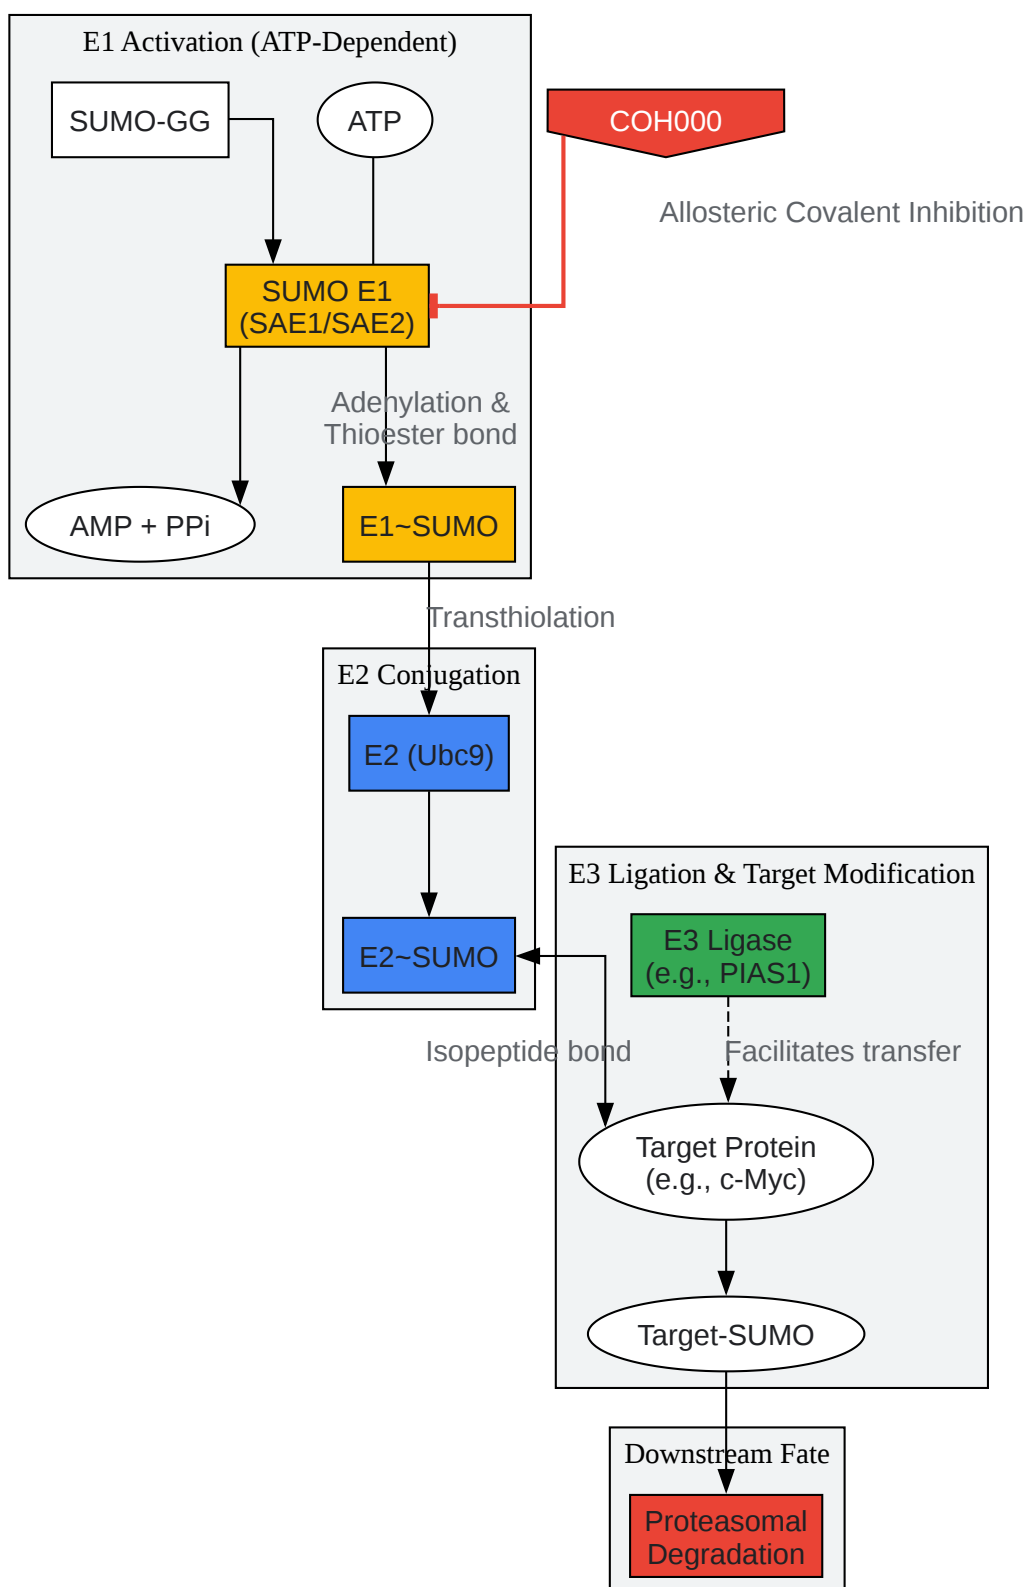 E1 Activation (ATP-Dependent)
SUMO-GG
ATP
COH000
Allosteric Covalent Inhibition
SUMO E1
(SAE1/SAE2)
Adenylation &
Thioester bond
AMP + PPi
E1~SUMO
Transthiolation
E2 Conjugation
E2 (Ubc9)
E3 Ligation & Target Modification
E3 Ligase
(e.g., PIAS1)
E2~SUMO
Isopeptide bond
Facilitates transfer
Target Protein
(e.g., c-Myc)
Target-SUMO
Downstream Fate
Proteasomal
Degradation